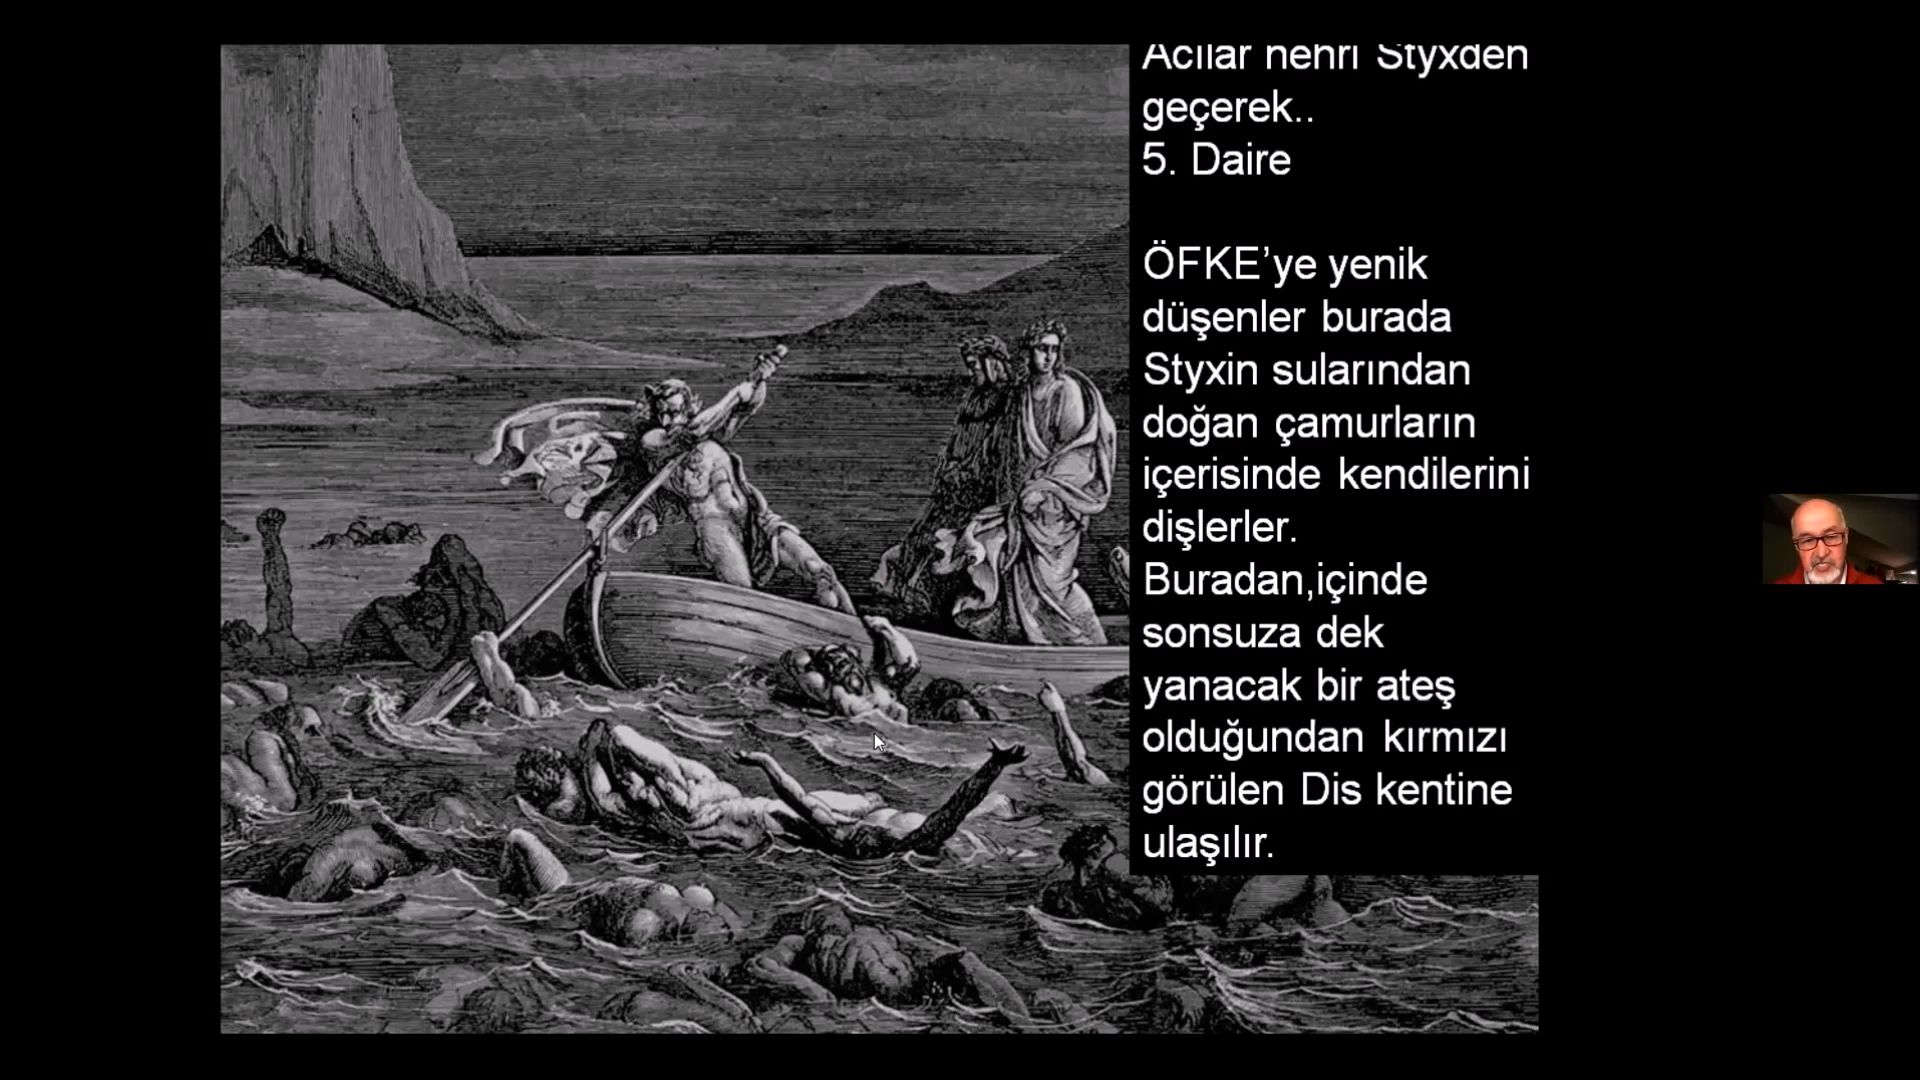 Acılar nehri Styxden
geçerek..
5. Daire
ÖFKE’ye yenik
düşenler burada
Styxin sularından
doğan çamurların
içerisinde kendilerini
dişlerler.
Buradan,içinde
sonsuza dek
yanacak bir ateş
olduğundan kırmızı
görülen Dis kentine
ulaşılır.